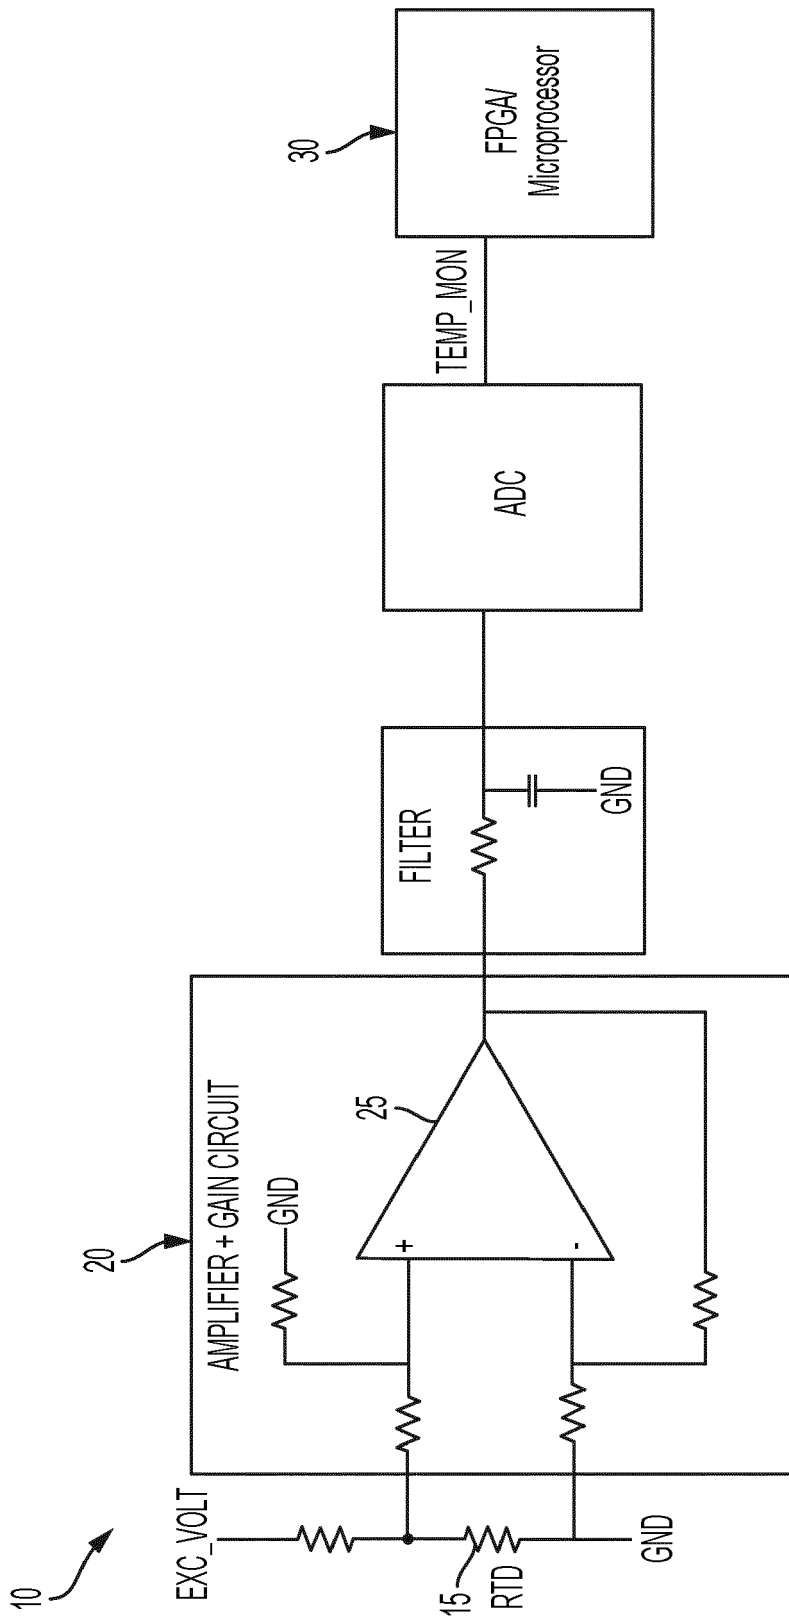 10
EXC_VOLT
15
RTD
GND
20
AMPLIFIER + GAIN CIRCUIT
GND
+
-
25
FILTER
GND
ADC
TEMP_MON
30
FPGA/
Microprocessor